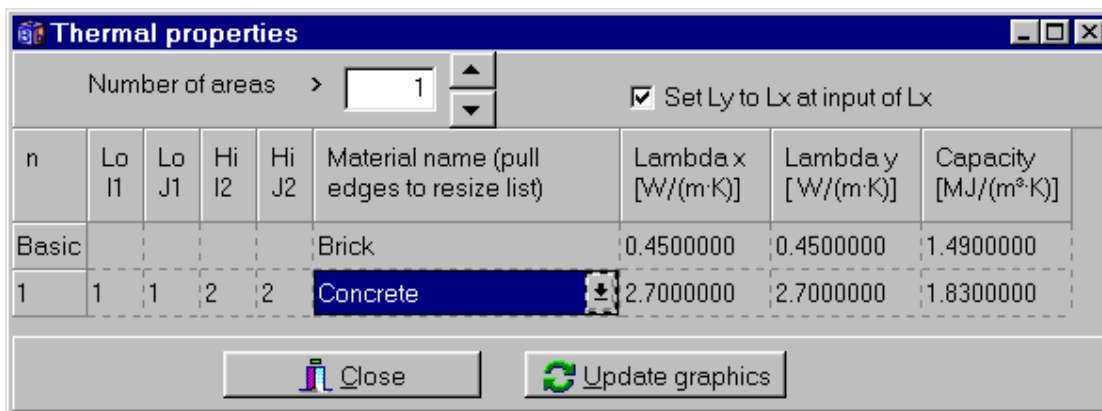 Thermal properties
Number of areas > 1
Set Ly to Lx at input of Lx
n Lo I1 Lo J1 Hi I2 Hi J2 Material name (pull edges to resize list) Lambda x [W/(m·K)] Lambda y [ W/(m·K)] Capacity [MJ/(m³·K)]
Basic Brick 0.4500000 0.4500000 1.4900000
1 1 1 2 2 Concrete 2.7000000 2.7000000 1.8300000
Close Update graphics